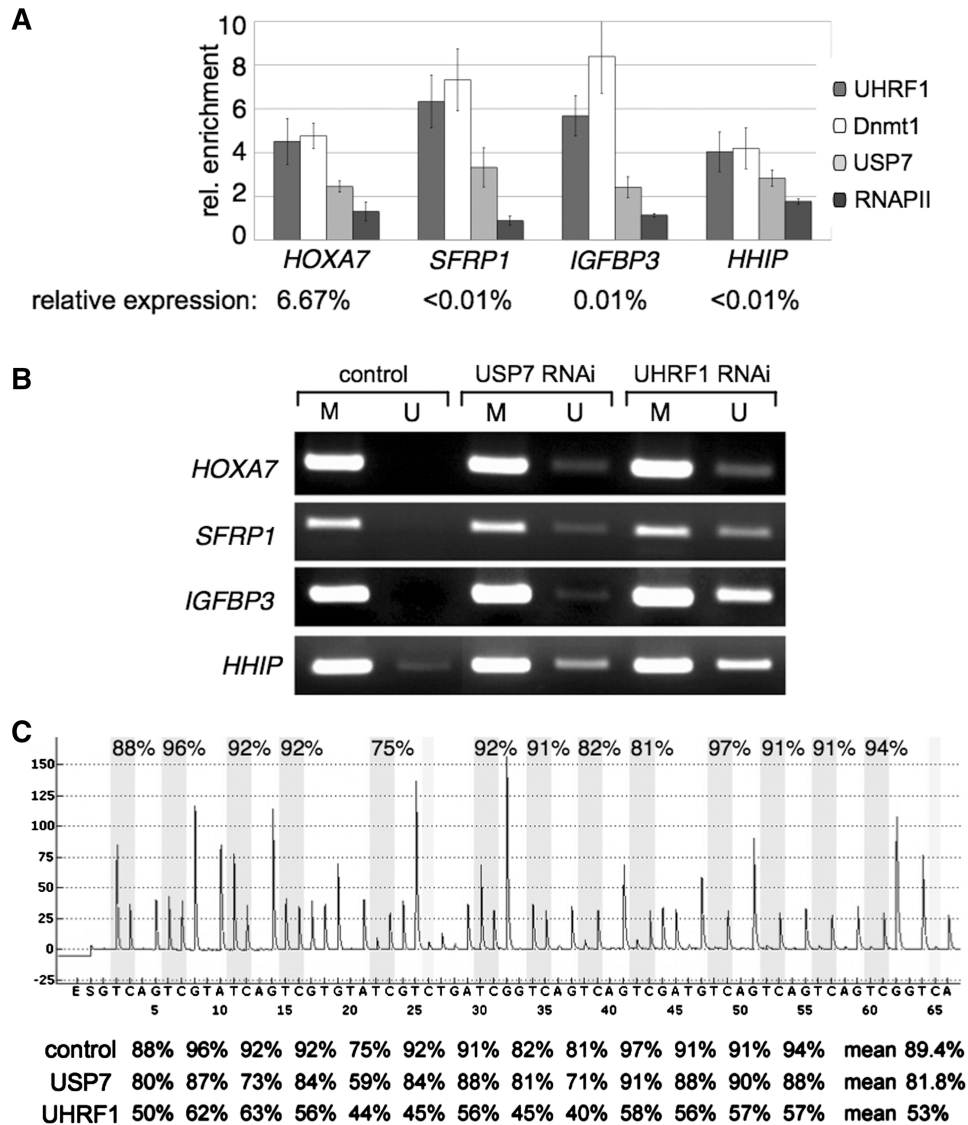 A
10
8
6
4
2
0
rel. enrichment
UHRF1
Dnmt1
USP7
RNAPII
HOXA7 SFRP1 IGFBP3 HHIP
relative expression: 6.67% <0.01% 0.01% <0.01%
B
control USP7 RNAi UHRF1 RNAi
M U M U M U
HOXA7
SFRP1
IGFBP3
HHIP
C
88% 96% 92% 92% 75% 92% 91% 82% 81% 97% 91% 91% 94%
150
125
100
75
50
25
0
-25
E S G T C A G T C G T A T C A G T C G T G T A T C G T C T G A T C G G T C A G T C A G T C G A T G T C A G T C A G T C A G T C G G T C A
5 10 15 20 25 30 35 40 45 50 55 60 65
control 88% 96% 92% 92% 75% 92% 91% 82% 81% 97% 91% 91% 94% mean 89.4%
USP7 80% 87% 73% 84% 59% 84% 88% 81% 71% 91% 88% 90% 88% mean 81.8%
UHRF1 50% 62% 63% 56% 44% 45% 56% 45% 40% 58% 56% 57% 57% mean 53%